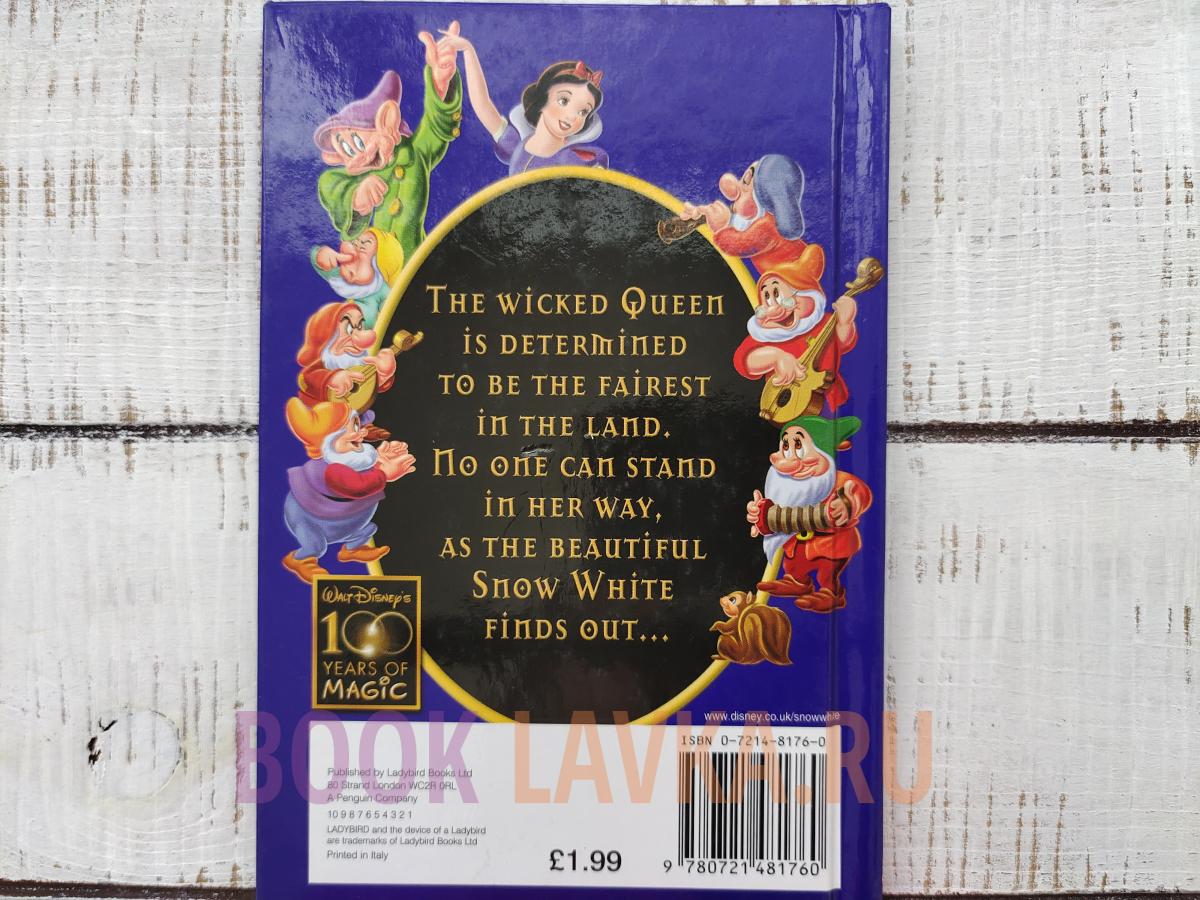 The wicked Queen
is determined
to be the fairest
in the land.
No one can stand
in her way,
as the beautiful
Snow White
finds out...
Walt Disney's
100
YEARS OF
MAGIC
www.disney.co.uk/snowwhite
BOOK LAVKA.RU
Published by Ladybird Books Ltd
80 Strand London WC2R 0RL
A Penguin Company
10 9 8 7 6 5 4 3 2 1
LADYBIRD and the device of a Ladybird
are trademarks of Ladybird Books Ltd
Printed in Italy
£1.99
ISBN 0-7214-8176-0
9 780721 481760